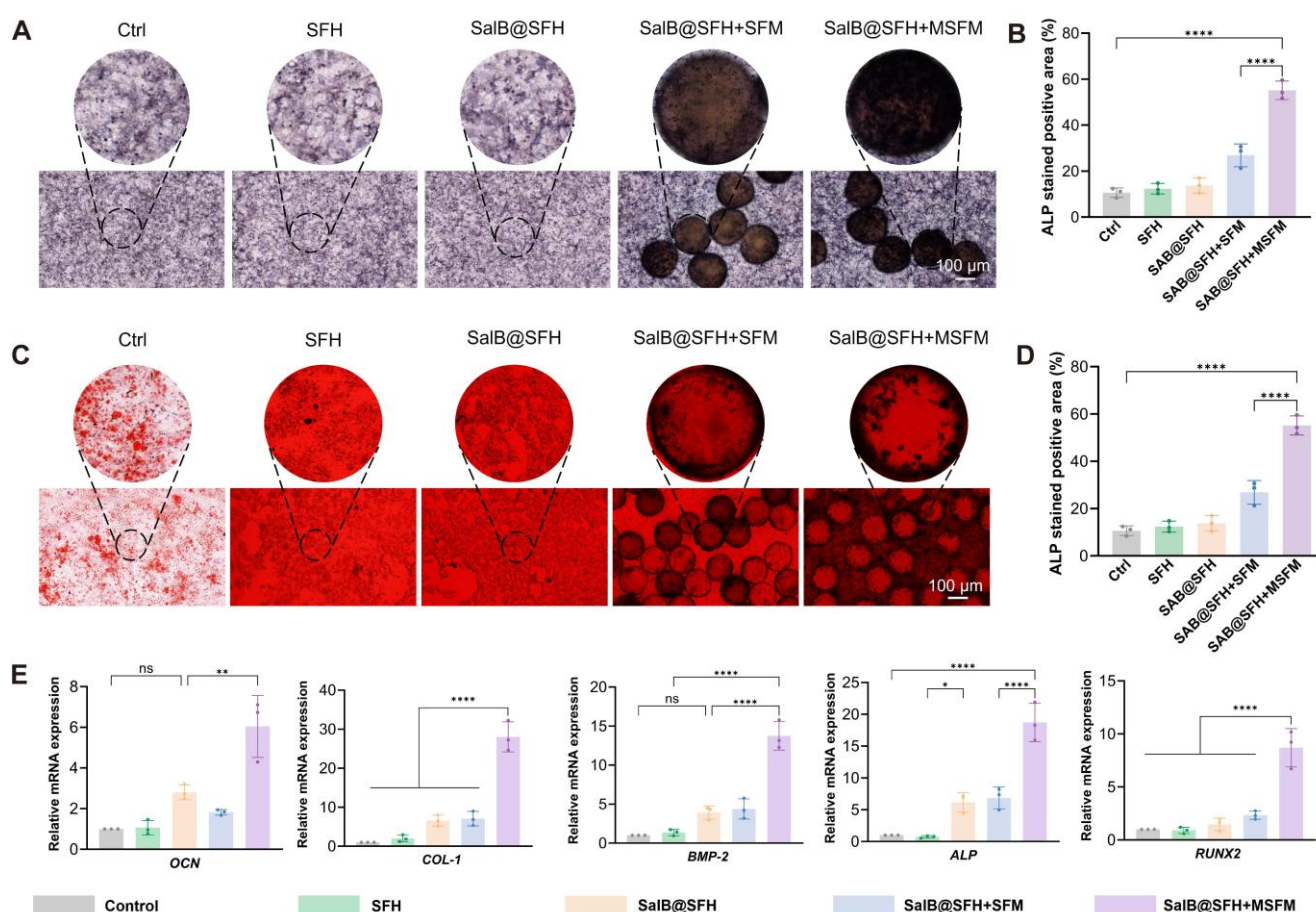 A
Ctrl
SFH
SalB@SFH
SalB@SFH+SFM
SalB@SFH+MSFM
100 μm
B
ALP stained positive area (%)
80
60
40
20
0
****
****
Ctrl
SFH
SAB@SFH
SAB@SFH+SFM
SAB@SFH+MSFM
C
Ctrl
SFH
SalB@SFH
SalB@SFH+SFM
SalB@SFH+MSFM
100 μm
D
ALP stained positive area (%)
80
60
40
20
0
****
****
Ctrl
SFH
SAB@SFH
SAB@SFH+SFM
SAB@SFH+MSFM
E
Relative mRNA expression
8
6
4
2
0
ns
**
OCN
Relative mRNA expression
40
30
20
10
0
****
COL-1
Relative mRNA expression
20
15
10
5
0
****
ns
****
BMP-2
Relative mRNA expression
25
20
15
10
5
0
****
*
****
ALP
Relative mRNA expression
15
10
5
0
****
RUNX2
Control
SFH
SalB@SFH
SalB@SFH+SFM
SalB@SFH+MSFM